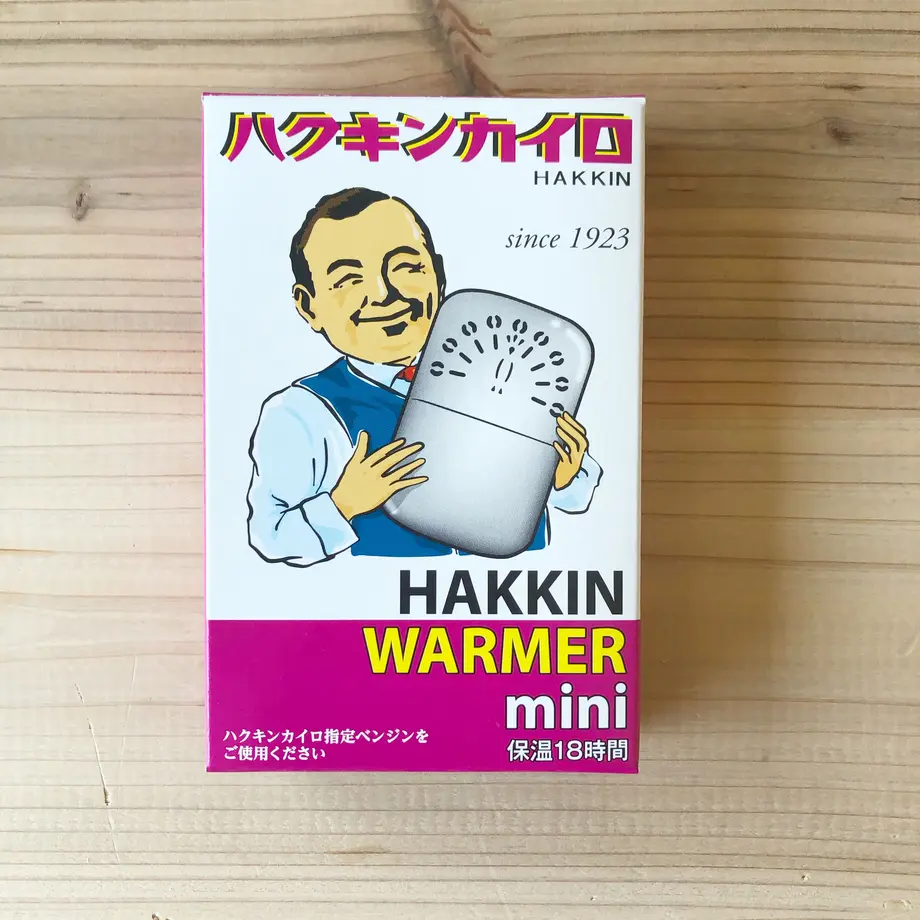 ハクキンカイロ
HAKKIN
since 1923
HAKKIN
WARMER
mini
保温18時間
ハクキンカイロ指定ベンジンを
ご使用ください